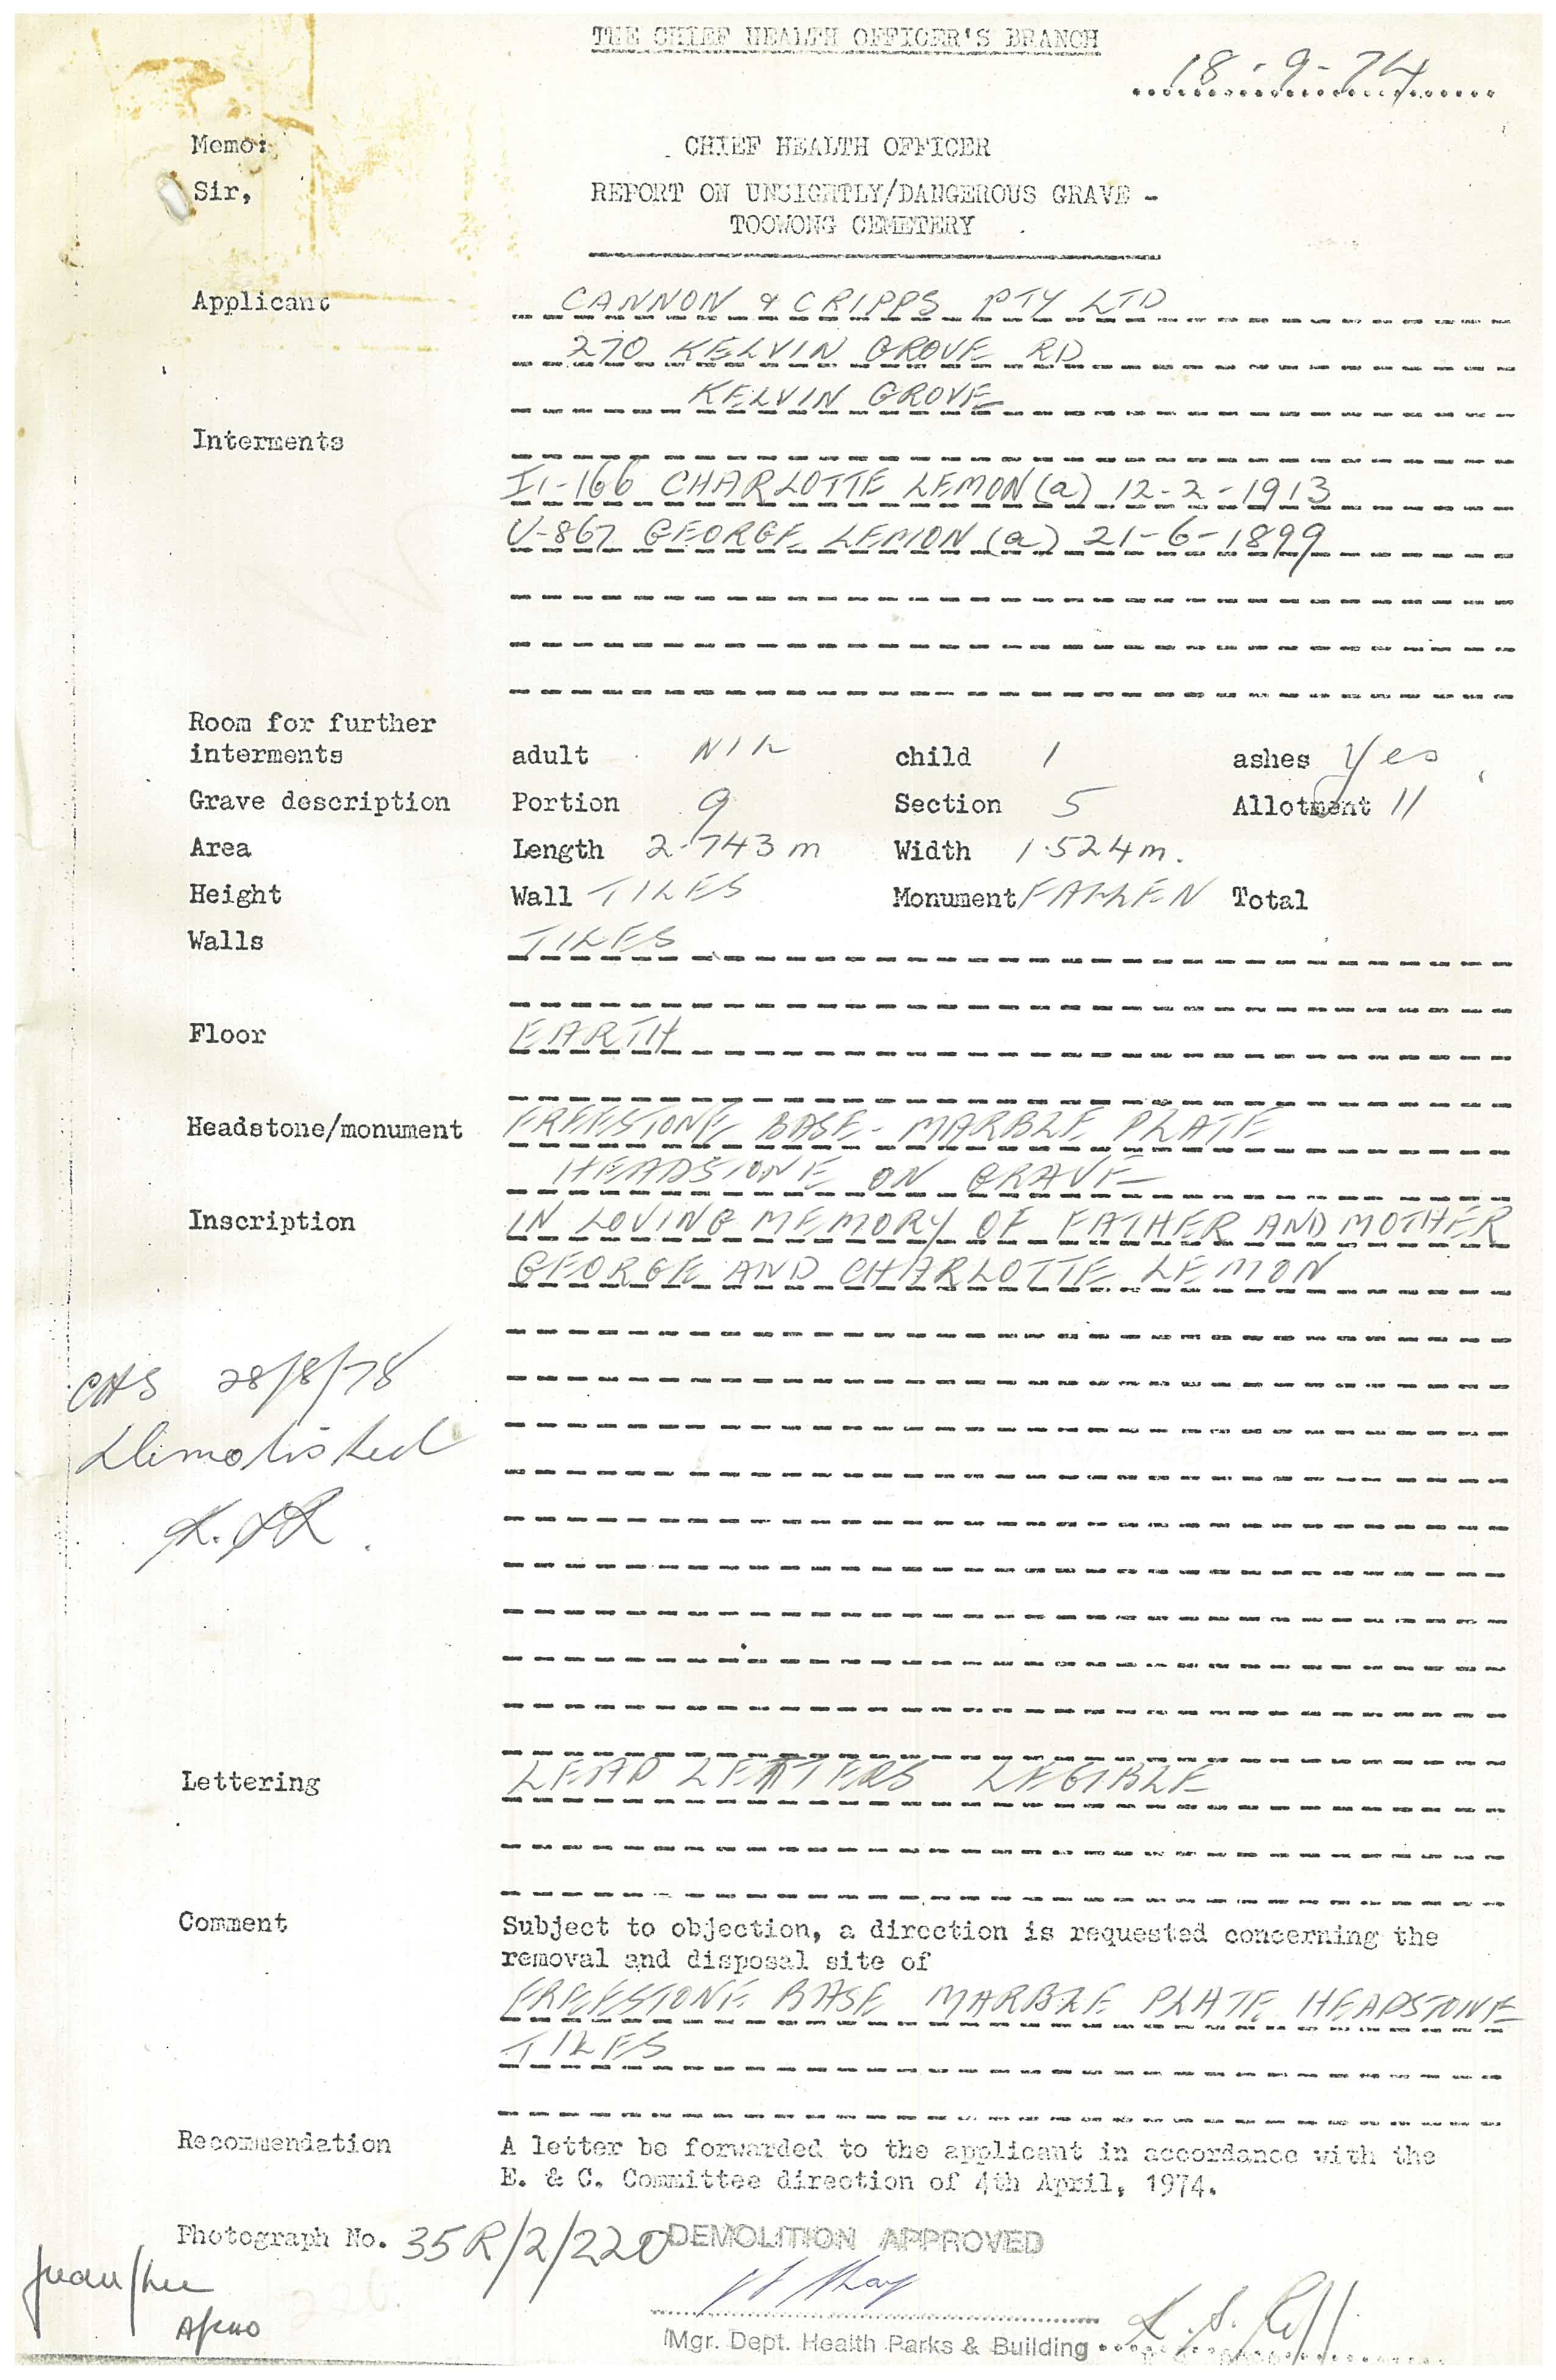 THE CHIEF HEALTH OFFICER'S BRANCH
18-9-74
Memo: CHIEF HEALTH OFFICER
Sir, REPORT ON UNSIGHTLY/DANGEROUS GRAVE -
TOOWONG CEMETERY
Applicant CANNON & CRIPPS PTY LTD
270 KELVIN GROVE RD
KELVIN GROVE
Interments
I1-166 CHARLOTTE LEMON (a) 12-2-1913
U-867 GEORGE LEMON (a) 21-6-1899
Room for further
interments adult NIL child 1 ashes Yes
Grave description Portion 9 Section 5 Allotment 11
Area Length 2.743m Width 1.524m.
Height Wall TILES Monument FALLEN Total
Walls TILES
Floor EARTH
Headstone/monument FREESTONE BASE - MARBLE PLATE
HEADSTONE ON GRAVE
Inscription IN LOVING MEMORY OF FATHER AND MOTHER
GEORGE AND CHARLOTTE LEMON
CHS 28/8/78
Demolished
Lettering LEAD LETTERS LEGIBLE
Comment Subject to objection, a direction is requested concerning the
removal and disposal site of
FREESTONE BASE MARBLE PLATE HEADSTONE
TILES
Recommendation A letter be forwarded to the applicant in accordance with the
E. & C. Committee direction of 4th April, 1974.
Photograph No. 35R/2/220 DEMOLITION APPROVED
Mgr. Dept. Health Parks & Building